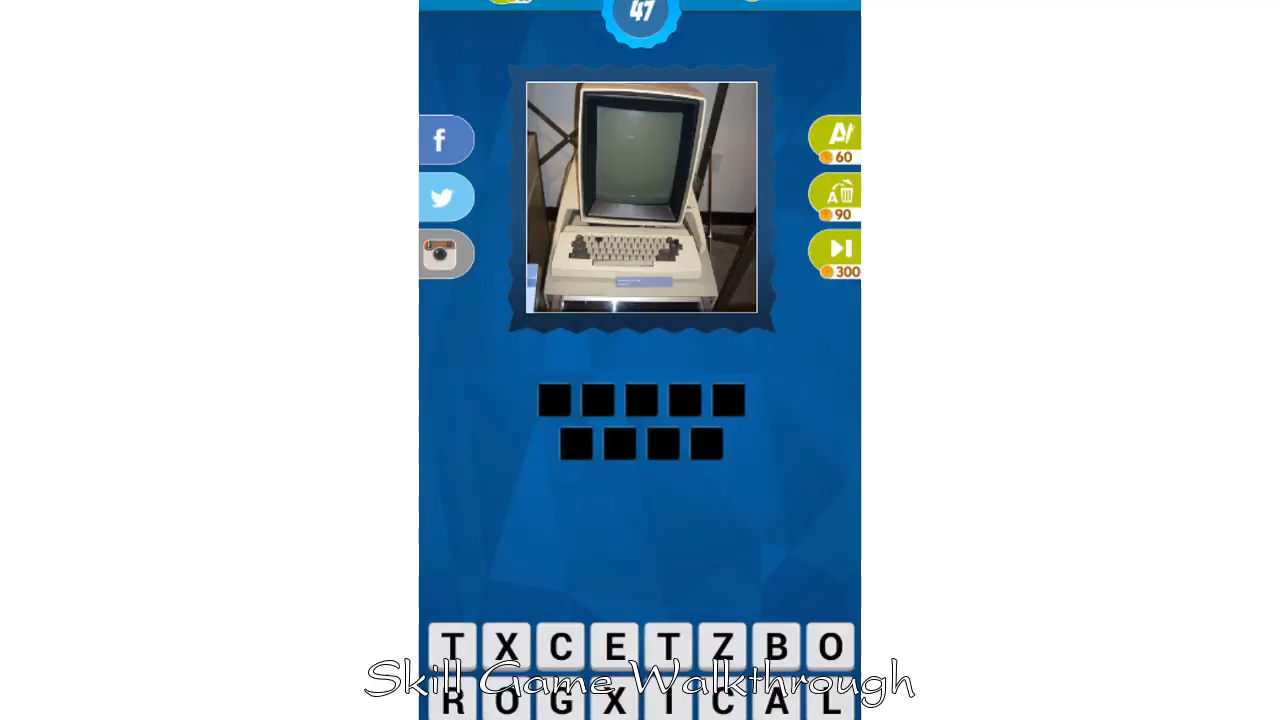 47
f
A
60
A
90
300
T X C E T Z B O
R O G X I C A L
Skill Game Walkthrough